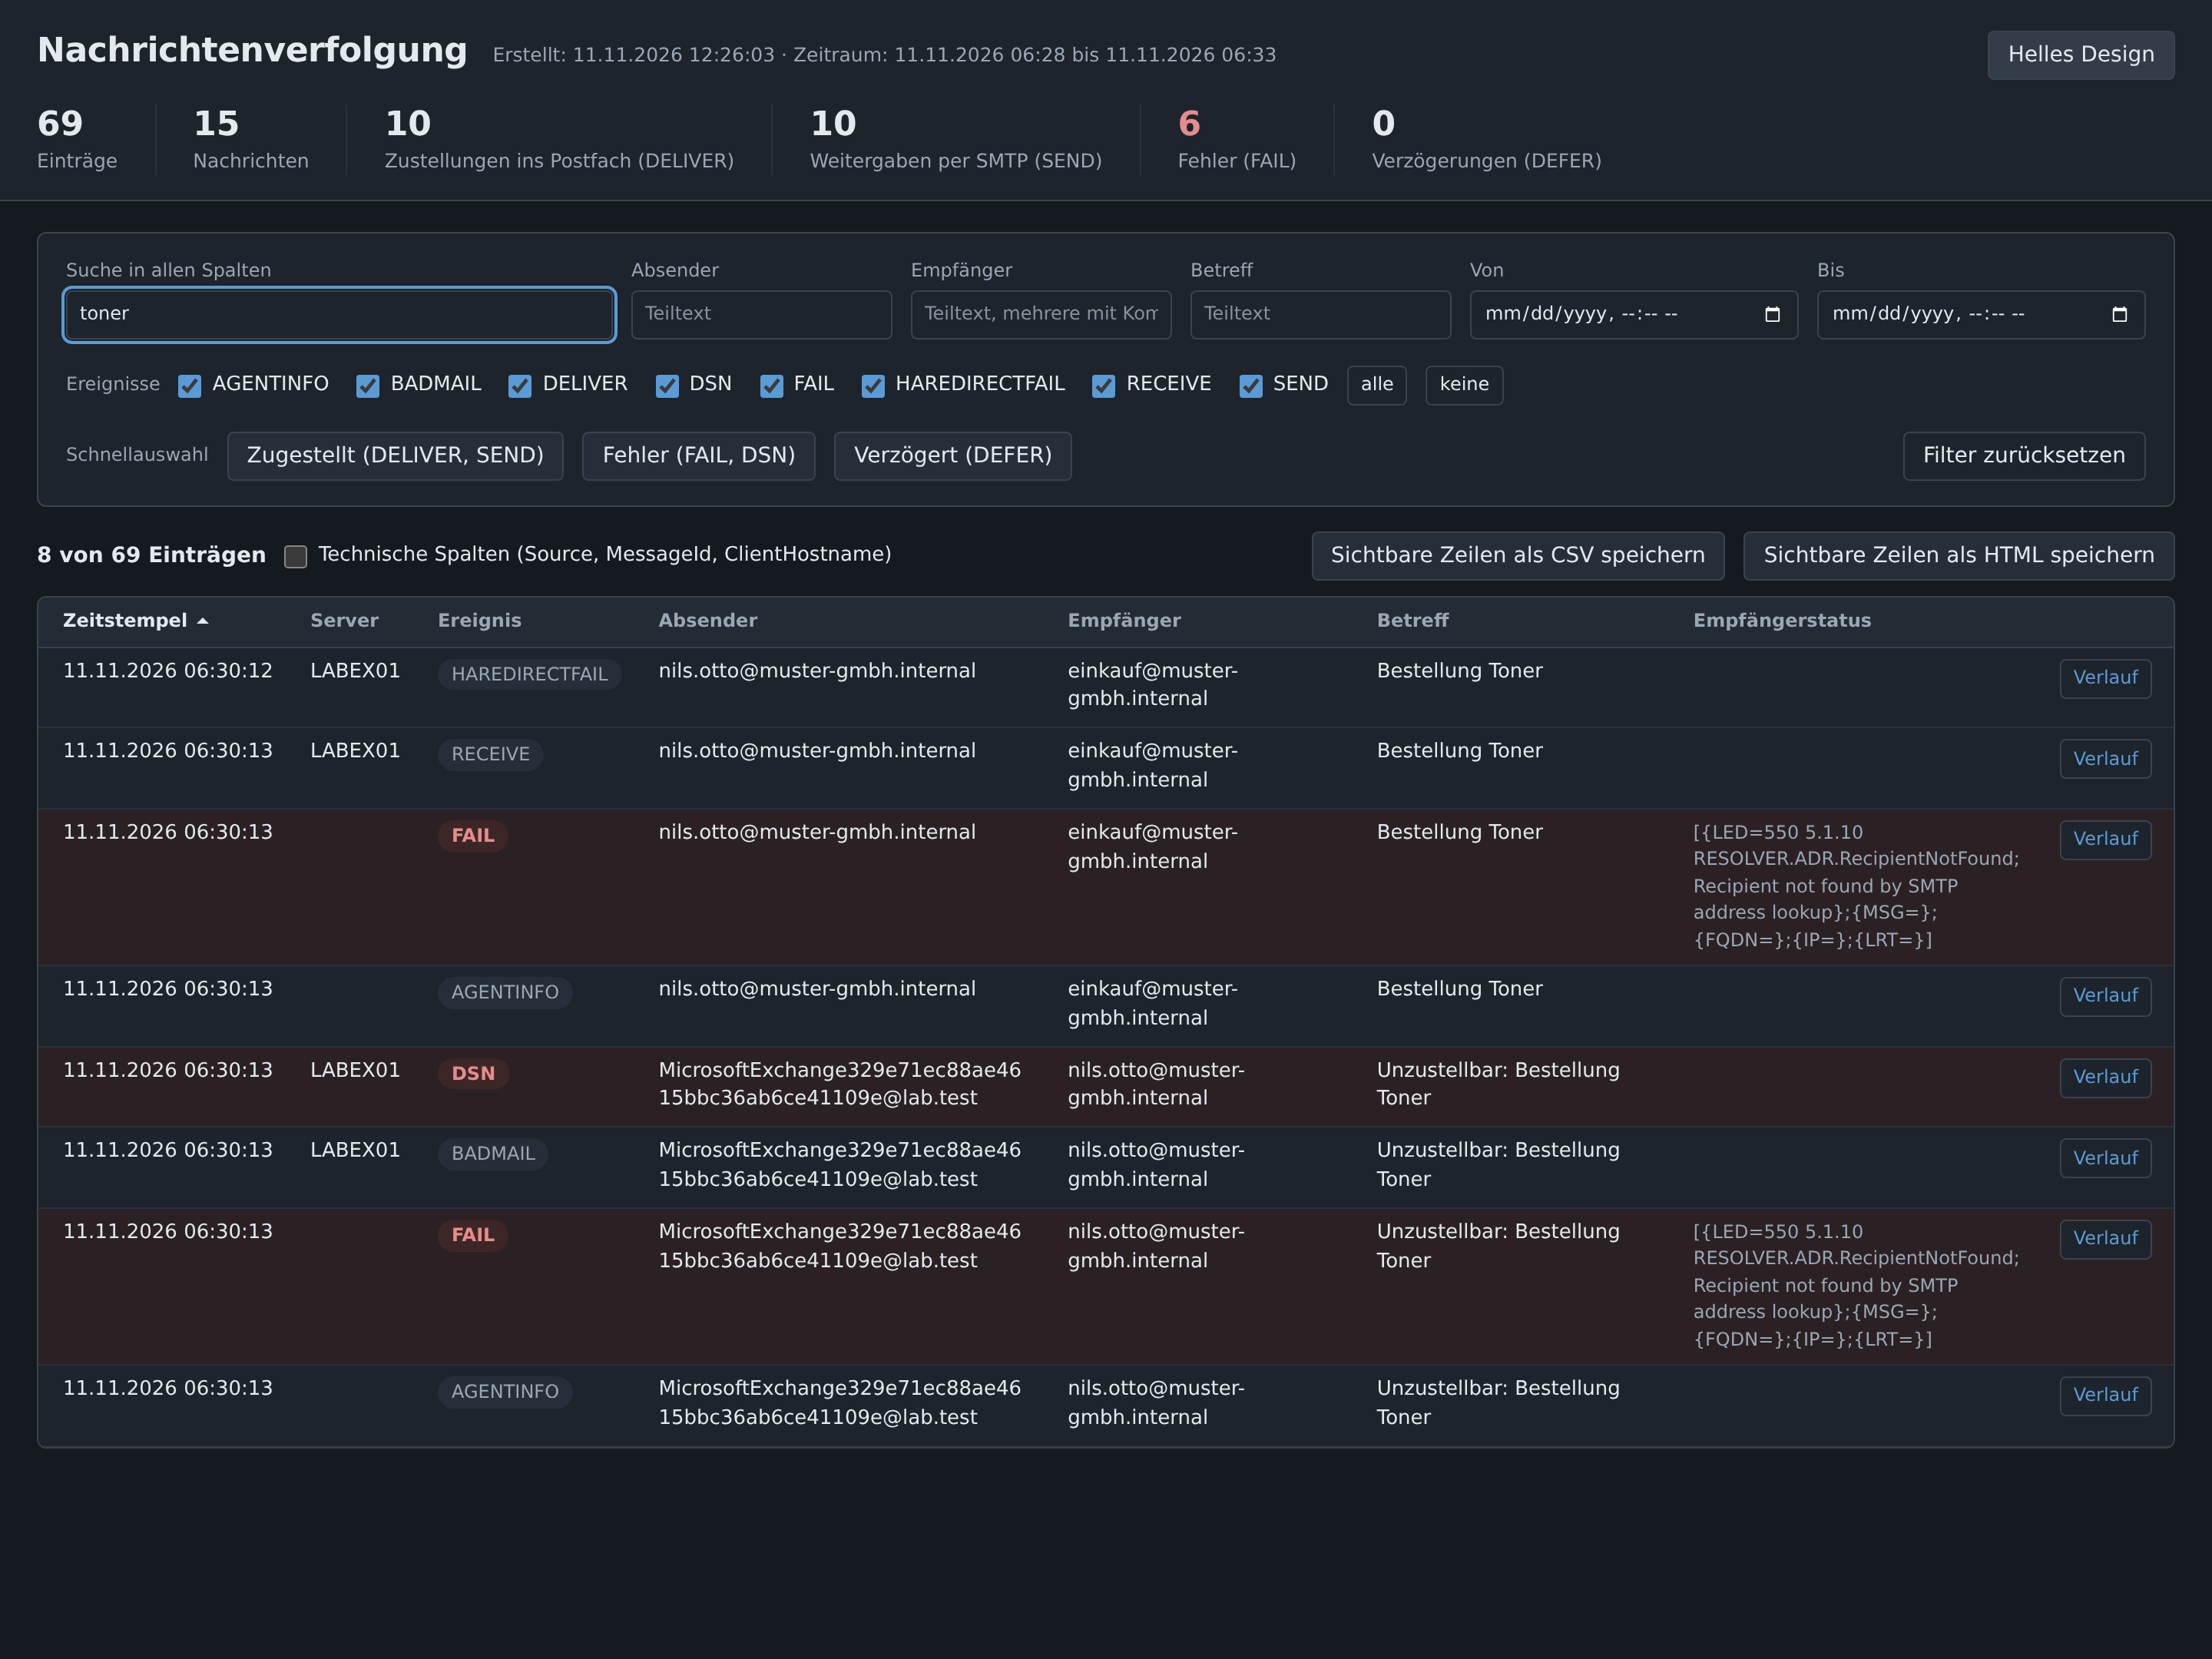 Nachrichtenverfolgung Erstellt: 11.11.2026 12:26:03 · Zeitraum: 11.11.2026 06:28 bis 11.11.2026 06:33 Helles Design
69 15 10 10 6 0
Einträge Nachrichten Zustellungen ins Postfach (DELIVER) Weitergaben per SMTP (SEND) Fehler (FAIL) Verzögerungen (DEFER)
Suche in allen Spalten Absender Empfänger Betreff Von Bis
toner Teiltext Teiltext, mehrere mit Kom Teiltext mm/dd/yyyy, --:-- -- mm/dd/yyyy, --:-- --
Ereignisse AGENTINFO BADMAIL DELIVER DSN FAIL HAREDIRECTFAIL RECEIVE SEND alle keine
Schnellauswahl Zugestellt (DELIVER, SEND) Fehler (FAIL, DSN) Verzögert (DEFER) Filter zurücksetzen
8 von 69 Einträgen Technische Spalten (Source, MessageId, ClientHostname) Sichtbare Zeilen als CSV speichern Sichtbare Zeilen als HTML speichern
Zeitstempel Server Ereignis Absender Empfänger Betreff Empfängerstatus
11.11.2026 06:30:12 LABEX01 HAREDIRECTFAIL nils.otto@muster-gmbh.internal einkauf@muster- Bestellung Toner Verlauf
gmbh.internal
11.11.2026 06:30:13 LABEX01 RECEIVE nils.otto@muster-gmbh.internal einkauf@muster- Bestellung Toner Verlauf
gmbh.internal
11.11.2026 06:30:13 FAIL nils.otto@muster-gmbh.internal einkauf@muster- Bestellung Toner [{LED=550 5.1.10 Verlauf
gmbh.internal RESOLVER.ADR.RecipientNotFound;
Recipient not found by SMTP
address lookup};{MSG=};
{FQDN=};{IP=};{LRT=}]
11.11.2026 06:30:13 AGENTINFO nils.otto@muster-gmbh.internal einkauf@muster- Bestellung Toner Verlauf
gmbh.internal
11.11.2026 06:30:13 LABEX01 DSN MicrosoftExchange329e71ec88ae46 nils.otto@muster- Unzustellbar: Bestellung Verlauf
15bbc36ab6ce41109e@lab.test gmbh.internal Toner
11.11.2026 06:30:13 LABEX01 BADMAIL MicrosoftExchange329e71ec88ae46 nils.otto@muster- Unzustellbar: Bestellung Verlauf
15bbc36ab6ce41109e@lab.test gmbh.internal Toner
11.11.2026 06:30:13 FAIL MicrosoftExchange329e71ec88ae46 nils.otto@muster- Unzustellbar: Bestellung [{LED=550 5.1.10 Verlauf
15bbc36ab6ce41109e@lab.test gmbh.internal Toner RESOLVER.ADR.RecipientNotFound;
Recipient not found by SMTP
address lookup};{MSG=};
{FQDN=};{IP=};{LRT=}]
11.11.2026 06:30:13 AGENTINFO MicrosoftExchange329e71ec88ae46 nils.otto@muster- Unzustellbar: Bestellung Verlauf
15bbc36ab6ce41109e@lab.test gmbh.internal Toner